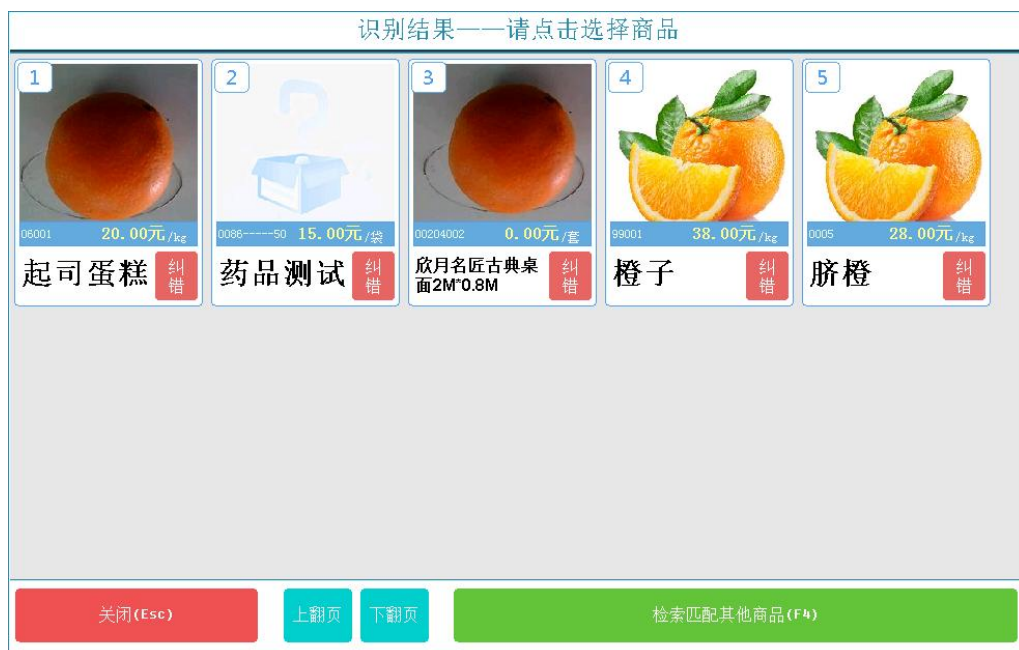 识别结果——请点击选择商品
1
06001 20.00元/kg
起司蛋糕
纠错
2
0086-----50 15.00元/袋
药品测试
纠错
3
00204002 0.00元/套
欣月名匠古典桌
面2M*0.8M
纠错
4
99001 38.00元/kg
橙子
纠错
5
0005 28.00元/kg
脐橙
纠错
关闭(Esc)
上翻页
下翻页
检索匹配其他商品(F4)